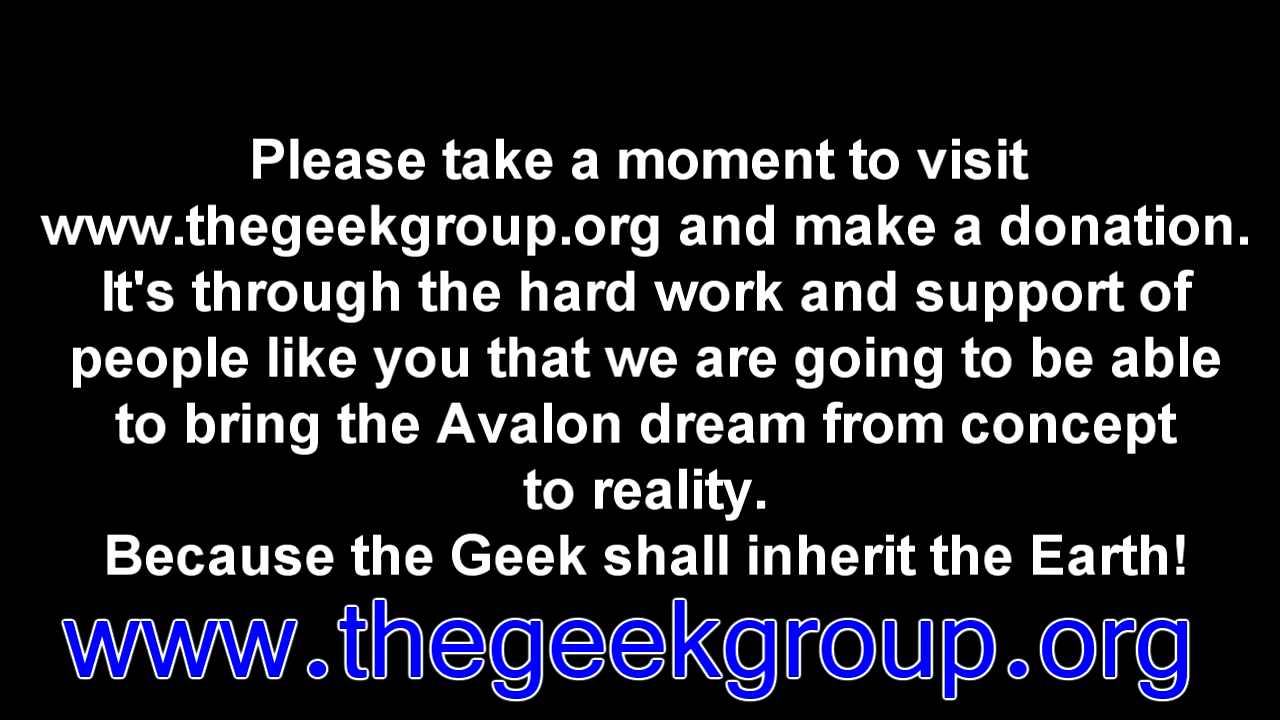 Please take a moment to visit
www.thegeekgroup.org and make a donation.
It's through the hard work and support of
people like you that we are going to be able
to bring the Avalon dream from concept
to reality.
Because the Geek shall inherit the Earth!
www.thegeekgroup.org